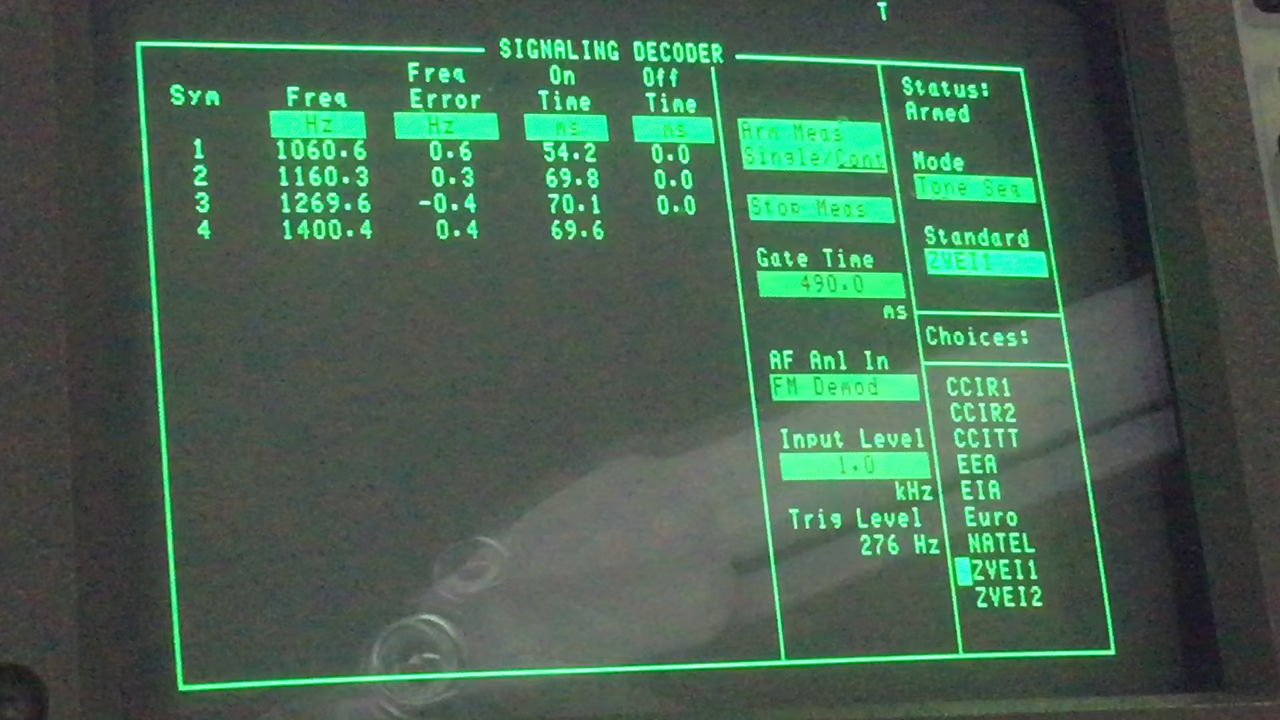 T
SIGNALING DECODER
Freq On Off
Sym Freq Error Time Time
Hz Hz ms ms
1 1060.6 0.6 54.2 0.0
2 1160.3 0.3 69.8 0.0
3 1269.6 -0.4 70.1 0.0
4 1400.4 0.4 69.6
Arm Meas
Single/Cont
Stop Meas
Gate Time
490.0
ms
AF Anl In
FM Demod
Input Level
1.0
kHz
Trig Level
276 Hz
Status:
Armed
Mode
Tone Seq
Standard
ZVEI1
Choices:
CCIR1
CCIR2
CCITT
EEA
EIA
Euro
NATEL
ZVEI1
ZVEI2